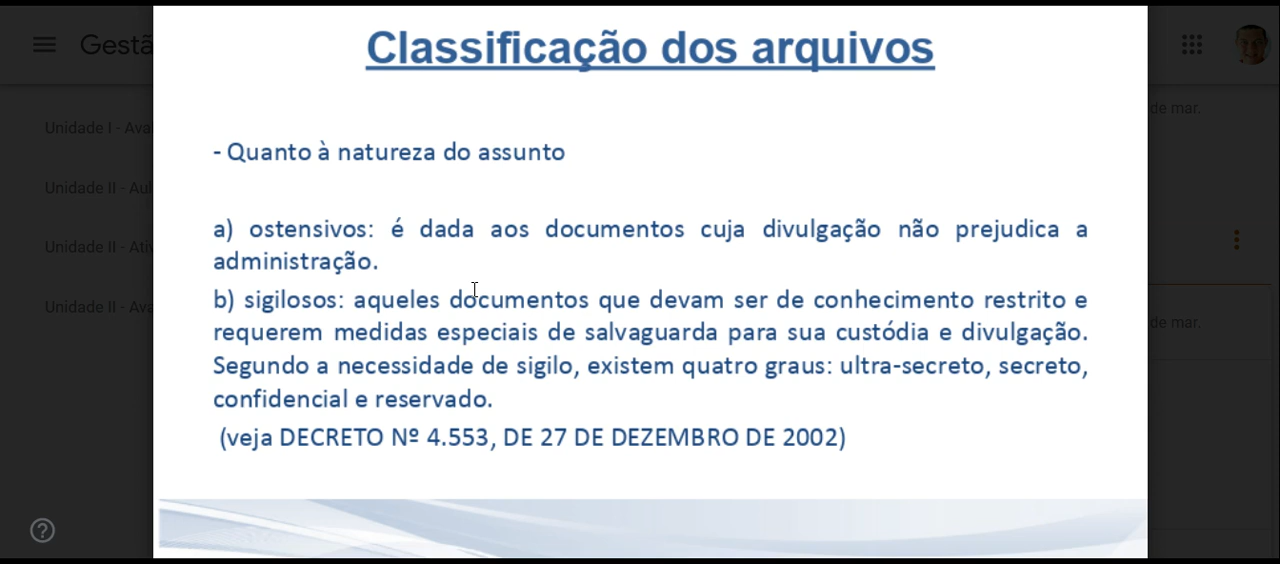 Gestã
Classificação dos arquivos
de mar.
Unidade I - Ava
- Quanto à natureza do assunto
Unidade II - Aul
a) ostensivos: é dada aos documentos cuja divulgação não prejudica a
administração.
Unidade II - Ativ
b) sigilosos: aqueles documentos que devam ser de conhecimento restrito e
requerem medidas especiais de salvaguarda para sua custódia e divulgação.
Segundo a necessidade de sigilo, existem quatro graus: ultra-secreto, secreto,
confidencial e reservado.
Unidade II - Ava
de mar.
(veja DECRETO Nº 4.553, DE 27 DE DEZEMBRO DE 2002)